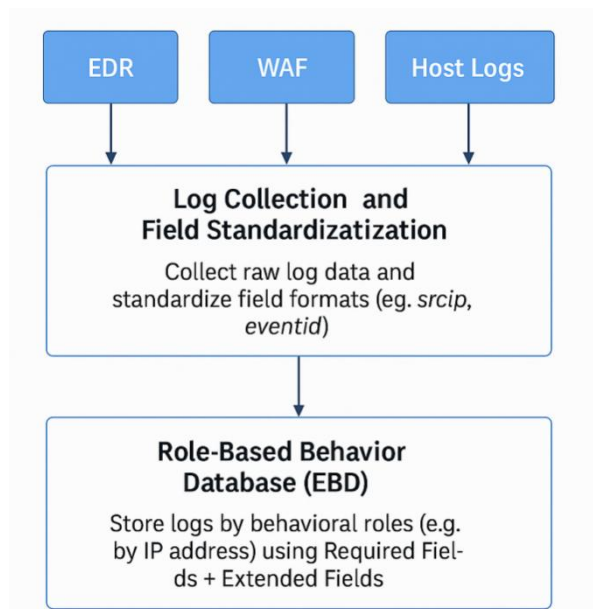 EDR
WAF
Host Logs
Log Collection and
Field Standardizatization
Collect raw log data and
standardize field formats (eg. srcip,
eventid)
Role-Based Behavior
Database (EBD)
Store logs by behavioral roles (e.g.
by IP address) using Required Fiel-
ds + Extended Fields